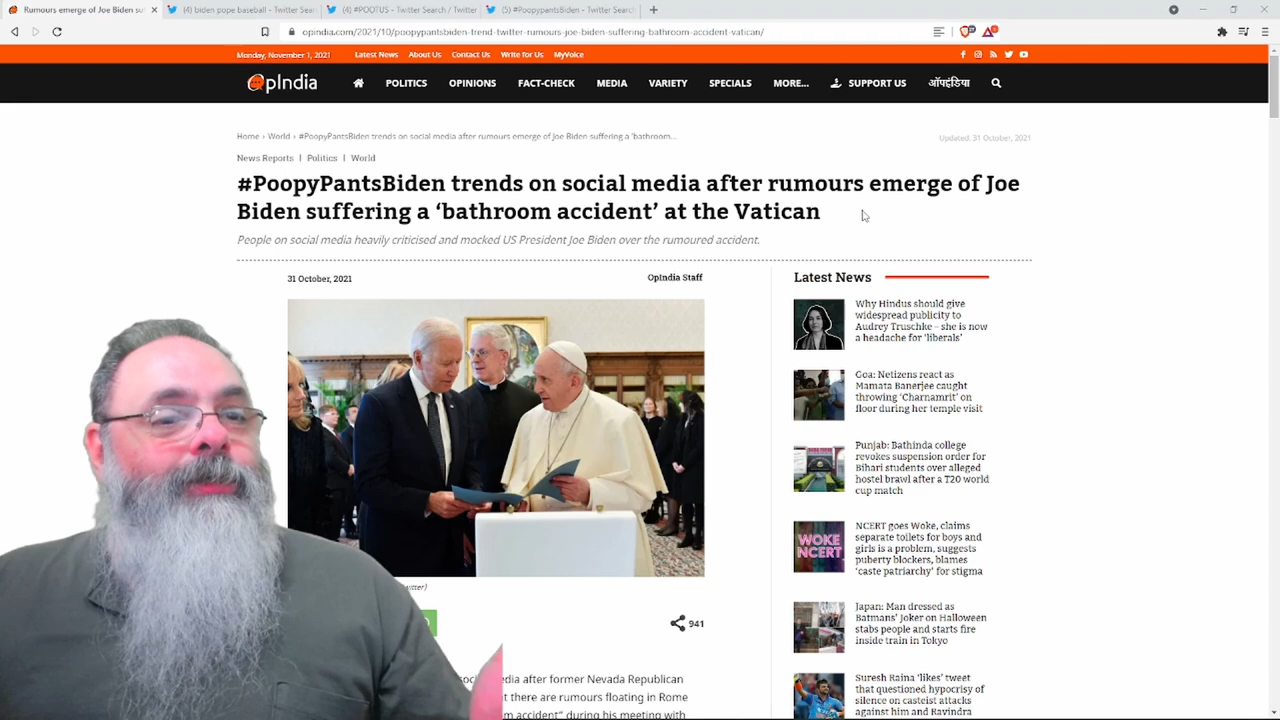 Rumours emerge of Joe Biden su
(4) biden pope baseball - Twitter Sear
(4) #POOTUS - Twitter Search / Twitter
(5) #PoopypantsBiden - Twitter Search
opindia.com/2021/10/poopypantsbiden-trend-twitter-rumours-joe-biden-suffering-bathroom-accident-vatican/
Monday, November 1, 2021 Latest News About Us Contact Us Write for Us MyVoice
OpIndia POLITICS OPINIONS FACT-CHECK MEDIA VARIETY SPECIALS MORE... SUPPORT US ऑपइंडिया
Home › World › #PoopyPantsBiden trends on social media after rumours emerge of Joe Biden suffering a 'bathroom...
Updated: 31 October, 2021
News Reports | Politics | World
#PoopyPantsBiden trends on social media after rumours emerge of Joe
Biden suffering a ‘bathroom accident’ at the Vatican
People on social media heavily criticised and mocked US President Joe Biden over the rumoured accident.
31 October, 2021
OpIndia Staff
941
edia after former Nevada Republican
t there are rumours floating in Rome
m accident" during his meeting with
Latest News
Why Hindus should give
widespread publicity to
Audrey Truschke – she is now
a headache for ‘liberals’
Goa: Netizens react as
Mamata Banerjee caught
throwing ‘Charnamrit’ on
floor during her temple visit
Punjab: Bathinda college
revokes suspension order for
Bihari students over alleged
hostel brawl after a T20 world
cup match
WOKE
NCERT
NCERT goes Woke, claims
separate toilets for boys and
girls is a problem, suggests
puberty blockers, blames
‘caste patriarchy’ for stigma
Japan: Man dressed as
Batmans’ Joker on Halloween
stabs people and starts fire
inside train in Tokyo
Suresh Raina ‘likes’ tweet
that questioned hypocrisy of
silence on casteist attacks
against him and Ravindra